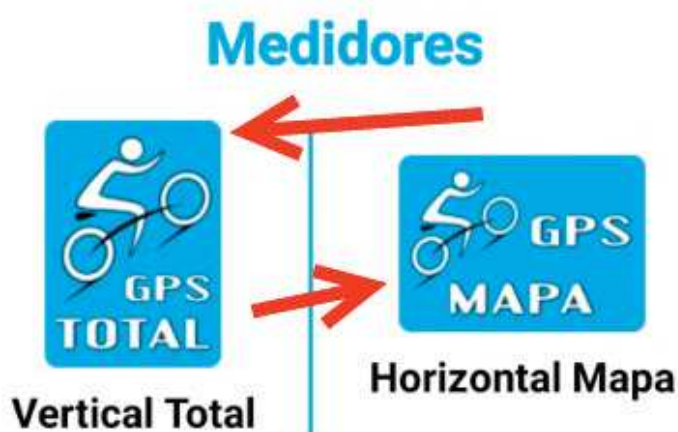 Medidores
GPS
TOTAL
Vertical Total
GPS
MAPA
Horizontal Mapa